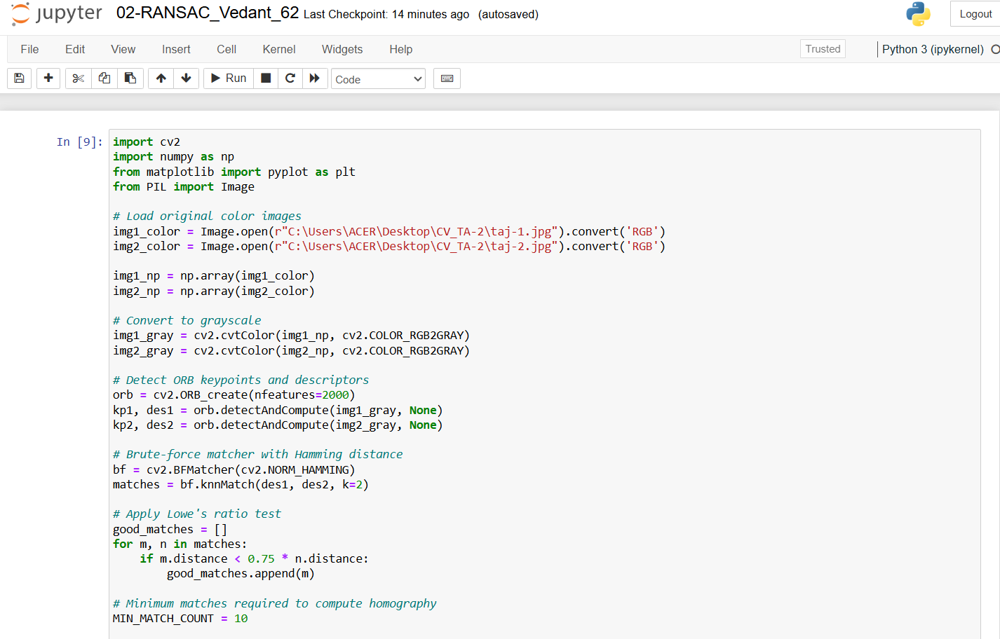 jupyter 02-RANSAC_Vedant_62 Last Checkpoint: 14 minutes ago (autosaved) Logout
File Edit View Insert Cell Kernel Widgets Help Trusted Python 3 (ipykernel)
Run Code
In [9]:
import cv2
import numpy as np
from matplotlib import pyplot as plt
from PIL import Image
# Load original color images
img1_color = Image.open(r"C:\Users\ACER\Desktop\CV_TA-2\taj-1.jpg").convert('RGB')
img2_color = Image.open(r"C:\Users\ACER\Desktop\CV_TA-2\taj-2.jpg").convert('RGB')
img1_np = np.array(img1_color)
img2_np = np.array(img2_color)
# Convert to grayscale
img1_gray = cv2.cvtColor(img1_np, cv2.COLOR_RGB2GRAY)
img2_gray = cv2.cvtColor(img2_np, cv2.COLOR_RGB2GRAY)
# Detect ORB keypoints and descriptors
orb = cv2.ORB_create(nfeatures=2000)
kp1, des1 = orb.detectAndCompute(img1_gray, None)
kp2, des2 = orb.detectAndCompute(img2_gray, None)
# Brute-force matcher with Hamming distance
bf = cv2.BFMatcher(cv2.NORM_HAMMING)
matches = bf.knnMatch(des1, des2, k=2)
# Apply Lowe's ratio test
good_matches = []
for m, n in matches:
    if m.distance < 0.75 * n.distance:
        good_matches.append(m)
# Minimum matches required to compute homography
MIN_MATCH_COUNT = 10